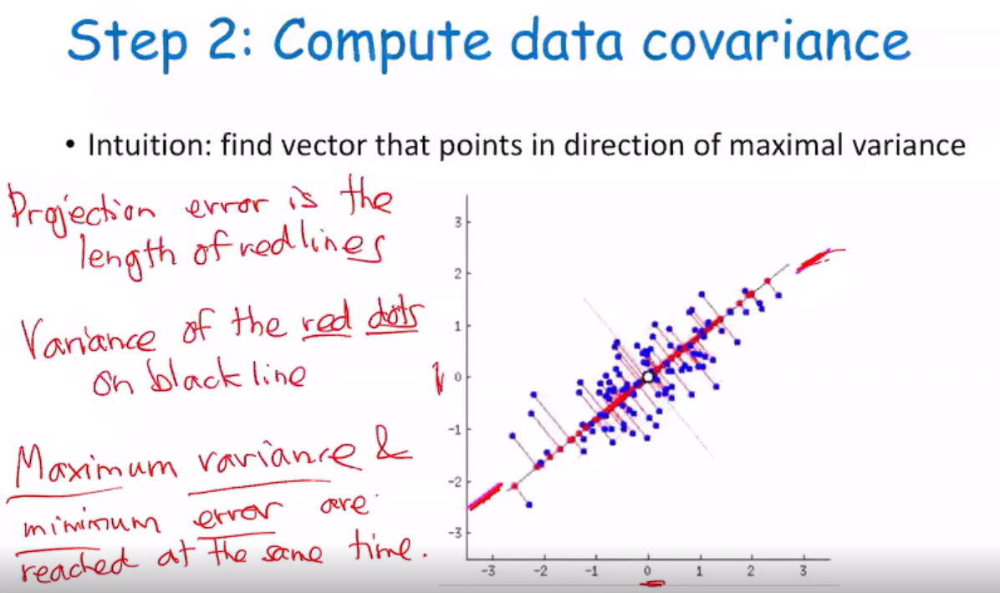 Step 2: Compute data covariance
• Intuition: find vector that points in direction of maximal variance
Projection error is the
length of red lines
Variance of the red dots
on black line
Maximum variance &
minimum error are
reached at the same time.
3
2
1
0
-1
-2
-3
-3 -2 -1 0 1 2 3